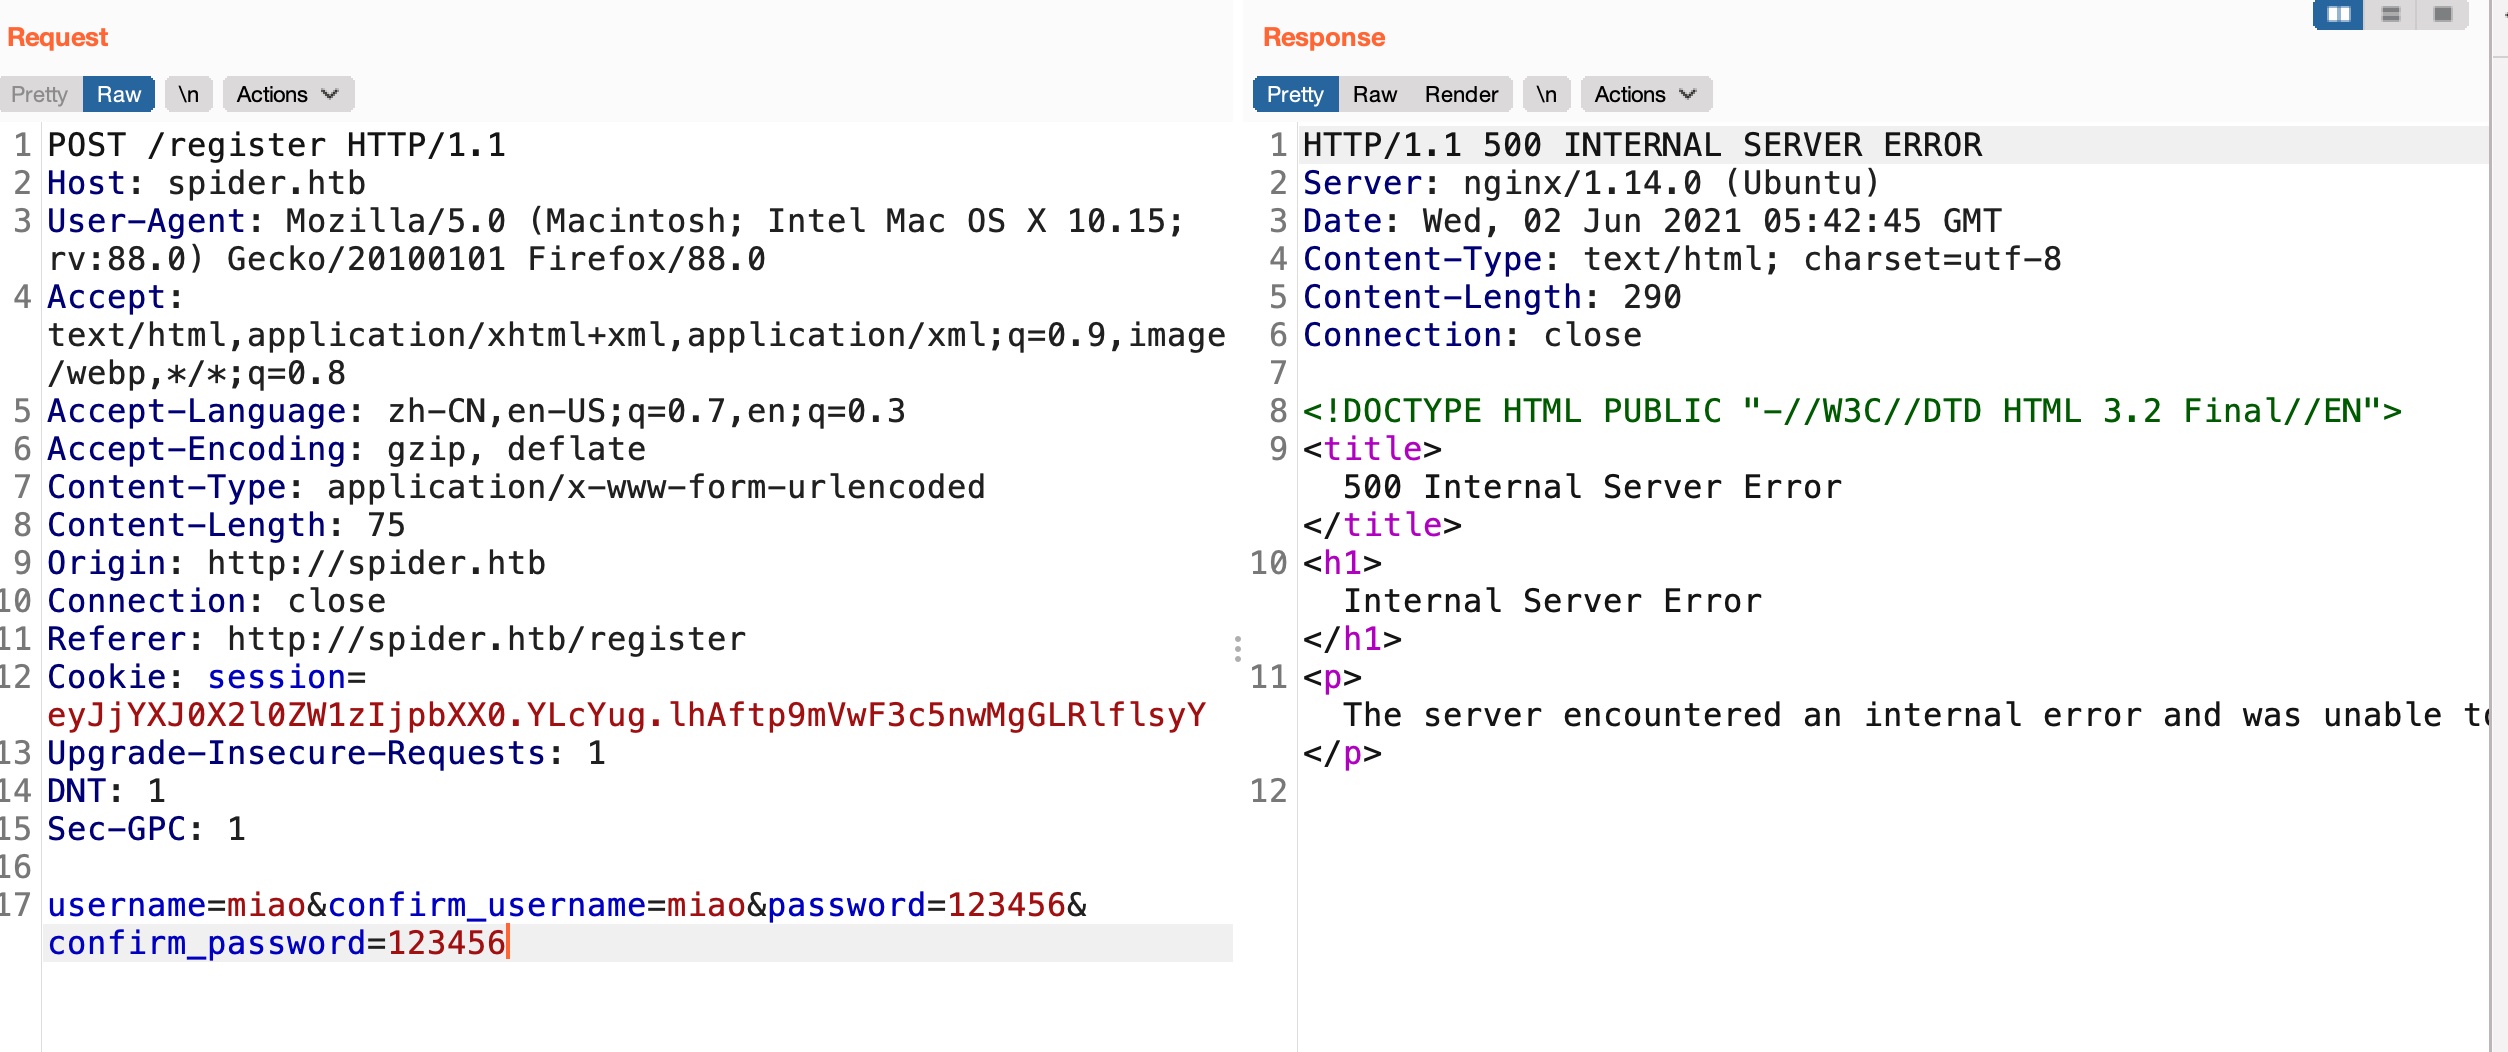 Request
Pretty Raw \n Actions
1 POST /register HTTP/1.1
2 Host: spider.htb
3 User-Agent: Mozilla/5.0 (Macintosh; Intel Mac OS X 10.15;
rv:88.0) Gecko/20100101 Firefox/88.0
4 Accept:
text/html,application/xhtml+xml,application/xml;q=0.9,image
/webp,*/*;q=0.8
5 Accept-Language: zh-CN,en-US;q=0.7,en;q=0.3
6 Accept-Encoding: gzip, deflate
7 Content-Type: application/x-www-form-urlencoded
8 Content-Length: 75
9 Origin: http://spider.htb
10 Connection: close
11 Referer: http://spider.htb/register
12 Cookie: session=
eyJjYXJ0X2l0ZW1zIjpbXX0.YLcYug.lhAftp9mVwF3c5nwMgGLRlflsyY
13 Upgrade-Insecure-Requests: 1
14 DNT: 1
15 Sec-GPC: 1
16
17 username=miao&confirm_username=miao&password=123456&
confirm_password=123456
Response
Pretty Raw Render \n Actions
1 HTTP/1.1 500 INTERNAL SERVER ERROR
2 Server: nginx/1.14.0 (Ubuntu)
3 Date: Wed, 02 Jun 2021 05:42:45 GMT
4 Content-Type: text/html; charset=utf-8
5 Content-Length: 290
6 Connection: close
7
8 <!DOCTYPE HTML PUBLIC "-//W3C//DTD HTML 3.2 Final//EN">
9 <title>
500 Internal Server Error
</title>
10 <h1>
Internal Server Error
</h1>
11 <p>
The server encountered an internal error and was unable to
</p>
12